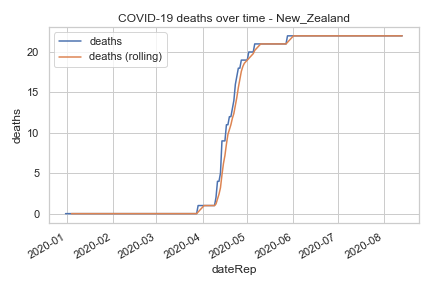 COVID-19 deaths over time - New_Zealand
deaths
deaths (rolling)
deaths
20
15
10
5
0
2020-01
2020-02
2020-03
2020-04
2020-05
2020-06
2020-07
2020-08
dateRep